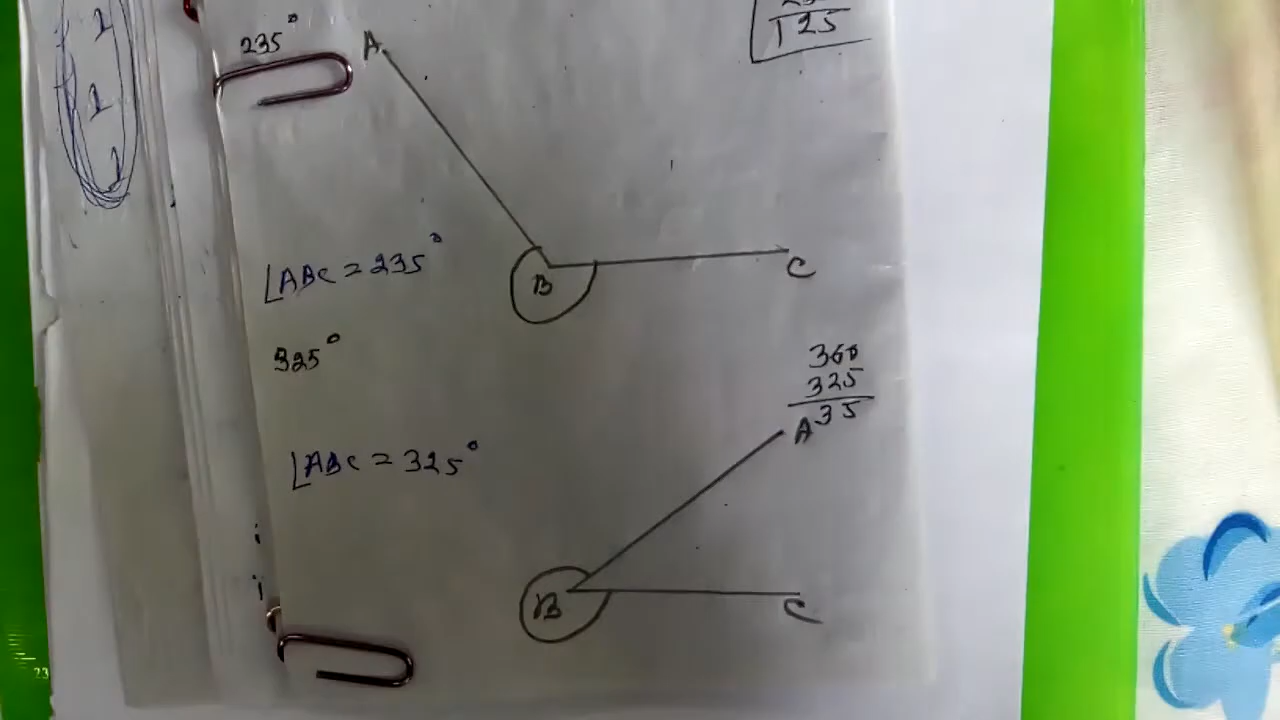 235°
A
125
∠ABC = 235°
B
C
325°
360
325
35
A
∠ABC = 325°
B
C